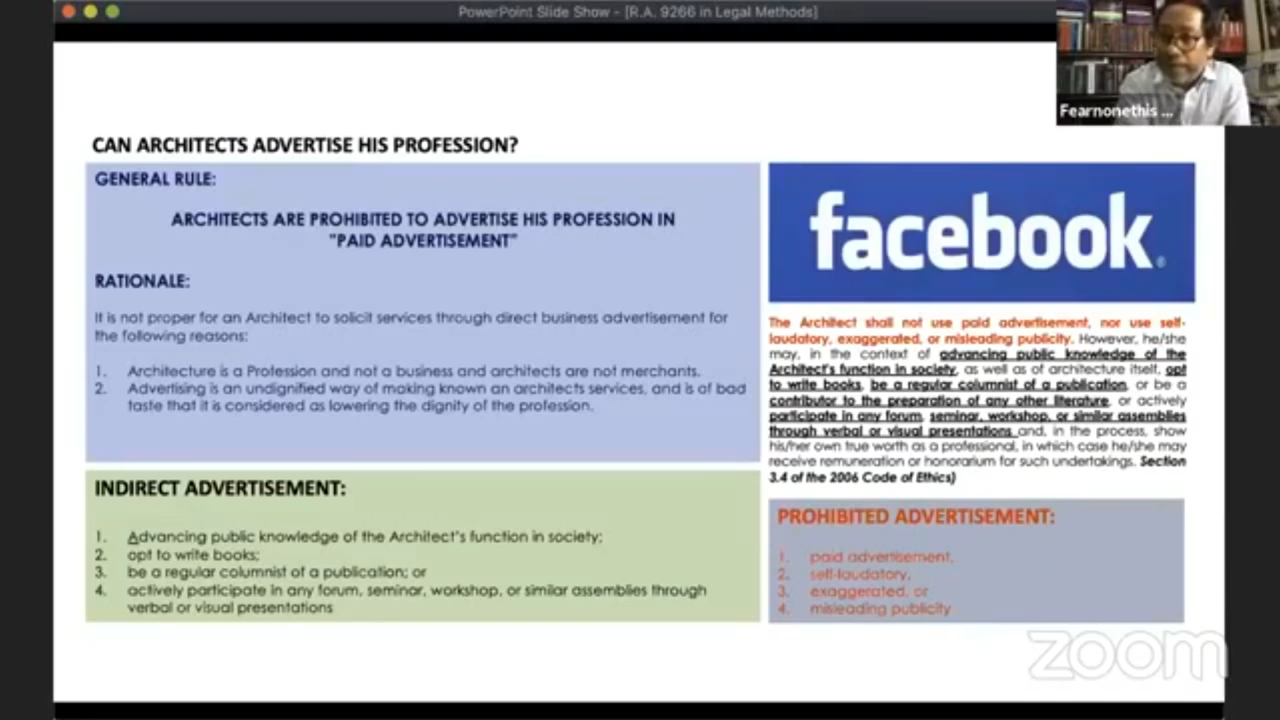 PowerPoint Slide Show - [R.A. 9266 in Legal Methods]
Fearnonethis ...
CAN ARCHITECTS ADVERTISE HIS PROFESSION?
GENERAL RULE:
ARCHITECTS ARE PROHIBITED TO ADVERTISE HIS PROFESSION IN
"PAID ADVERTISEMENT"
RATIONALE:
It is not proper for an Architect to solicit services through direct business advertisement for
the following reasons:
1. Architecture is a Profession and not a business and architects are not merchants.
2. Advertising is an undignified way of making known an architects services, and is of bad
taste that it is considered as lowering the dignity of the profession.
INDIRECT ADVERTISEMENT:
1. Advancing public knowledge of the Architect's function in society;
2. opt to write books;
3. be a regular columnist of a publication; or
4. actively participate in any forum, seminar, workshop, or similar assemblies through
verbal or visual presentations
facebook®
The Architect shall not use paid advertisement, nor use self-
laudatory, exaggerated, or misleading publicity. However, he/she
may, in the context of advancing public knowledge of the
Architect's function in society, as well as of architecture itself, opt
to write books, be a regular columnist of a publication, or be a
contributor to the preparation of any other literature, or actively
participate in any forum, seminar, workshop, or similar assemblies
through verbal or visual presentations and, in the process, show
his/her own true worth as a professional, in which case he/she may
receive remuneration or honorarium for such undertakings. Section
3.4 of the 2006 Code of Ethics)
PROHIBITED ADVERTISEMENT:
1. paid advertisement,
2. self-laudatory,
3. exaggerated, or
4. misleading publicity
zoom